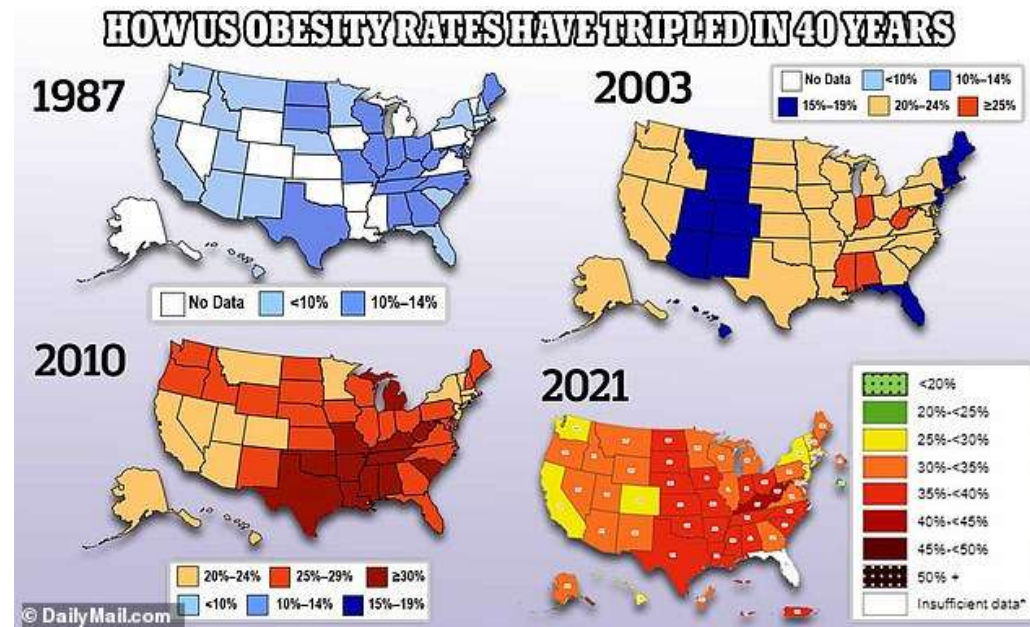 HOW US OBESITY RATES HAVE TRIPLED IN 40 YEARS
1987
No Data <10% 10%–14%
2003
No Data <10% 10%–14%
15%–19% 20%–24% ≥25%
2010
20%–24% 25%–29% ≥30%
<10% 10%–14% 15%–19%
2021
<20%
20%-<25%
25%-<30%
30%-<35%
35%-<40%
40%-<45%
45%-<50%
50% +
Insufficient data*
© DailyMail.com